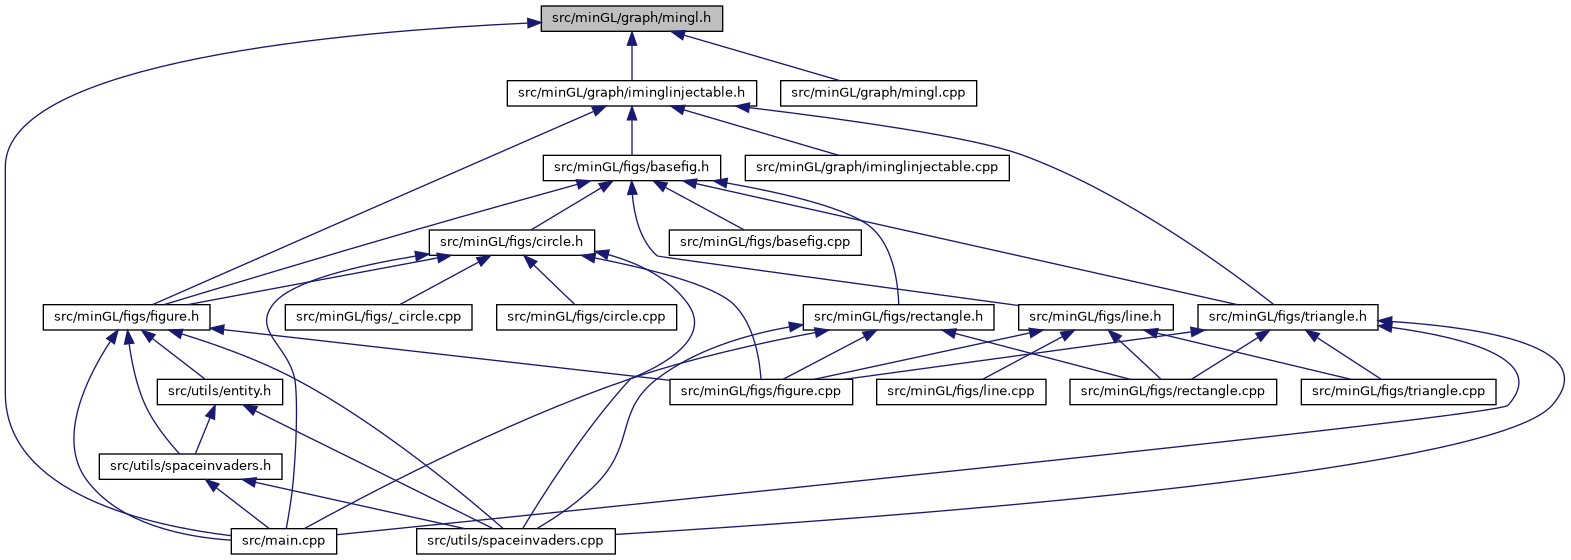 src/minGL/graph/mingl.h
src/minGL/graph/iminglinjectable.h
src/minGL/graph/mingl.cpp
src/minGL/figs/basefig.h
src/minGL/graph/iminglinjectable.cpp
src/minGL/figs/circle.h
src/minGL/figs/basefig.cpp
src/minGL/figs/figure.h
src/minGL/figs/_circle.cpp
src/minGL/figs/circle.cpp
src/minGL/figs/rectangle.h
src/minGL/figs/line.h
src/minGL/figs/triangle.h
src/utils/entity.h
src/minGL/figs/figure.cpp
src/minGL/figs/line.cpp
src/minGL/figs/rectangle.cpp
src/minGL/figs/triangle.cpp
src/utils/spaceinvaders.h
src/main.cpp
src/utils/spaceinvaders.cpp